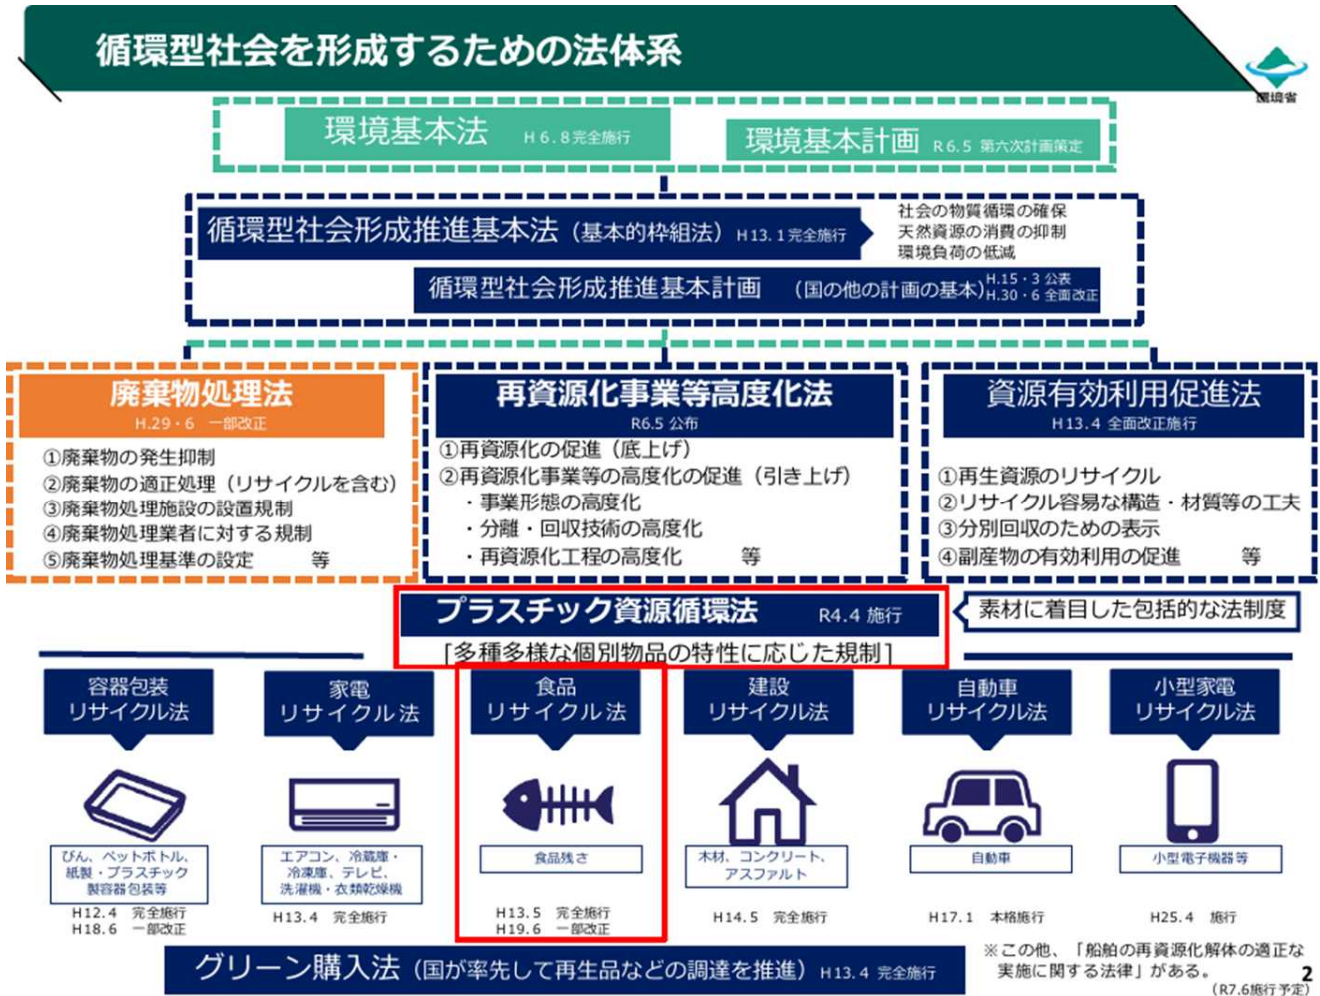 循環型社会を形成するための法体系
環境省
環境基本法 H6.8完全施行
環境基本計画 R6.5 第六次計画策定
循環型社会形成推進基本法（基本的枠組法）H13.1完全施行
社会の物質循環の確保
天然資源の消費の抑制
環境負荷の低減
循環型社会形成推進基本計画 （国の他の計画の基本）
H.15・3 公表
H.30・6 全面改正
廃棄物処理法
H.29・6 一部改正
①廃棄物の発生抑制
②廃棄物の適正処理（リサイクルを含む）
③廃棄物処理施設の設置規制
④廃棄物処理業者に対する規制
⑤廃棄物処理基準の設定 等
再資源化事業等高度化法
R6.5 公布
①再資源化の促進（底上げ）
②再資源化事業等の高度化の促進（引き上げ）
・事業形態の高度化
・分離・回収技術の高度化
・再資源化工程の高度化 等
資源有効利用促進法
H13.4 全面改正施行
①再生資源のリサイクル
②リサイクル容易な構造・材質等の工夫
③分別回収のための表示
④副産物の有効利用の促進 等
プラスチック資源循環法 R4.4 施行
素材に着目した包括的な法制度
[多種多様な個別物品の特性に応じた規制]
容器包装
リサイクル法
びん、ペットボトル、
紙製・プラスチック
製容器包装等
H12.4 完全施行
H18.6 一部改正
家電
リサイクル法
エアコン、冷蔵庫・
冷凍庫、テレビ、
洗濯機・衣類乾燥機
H13.4 完全施行
食品
リサイクル法
食品残さ
H13.5 完全施行
H19.6 一部改正
建設
リサイクル法
木材、コンクリート、
アスファルト
H14.5 完全施行
自動車
リサイクル法
自動車
H17.1 本格施行
小型家電
リサイクル法
小型電子機器等
H25.4 施行
グリーン購入法（国が率先して再生品などの調達を推進）H13.4 完全施行
※この他、「船舶の再資源化解体の適正な
実施に関する法律」がある。
（R7.6施行予定）
2